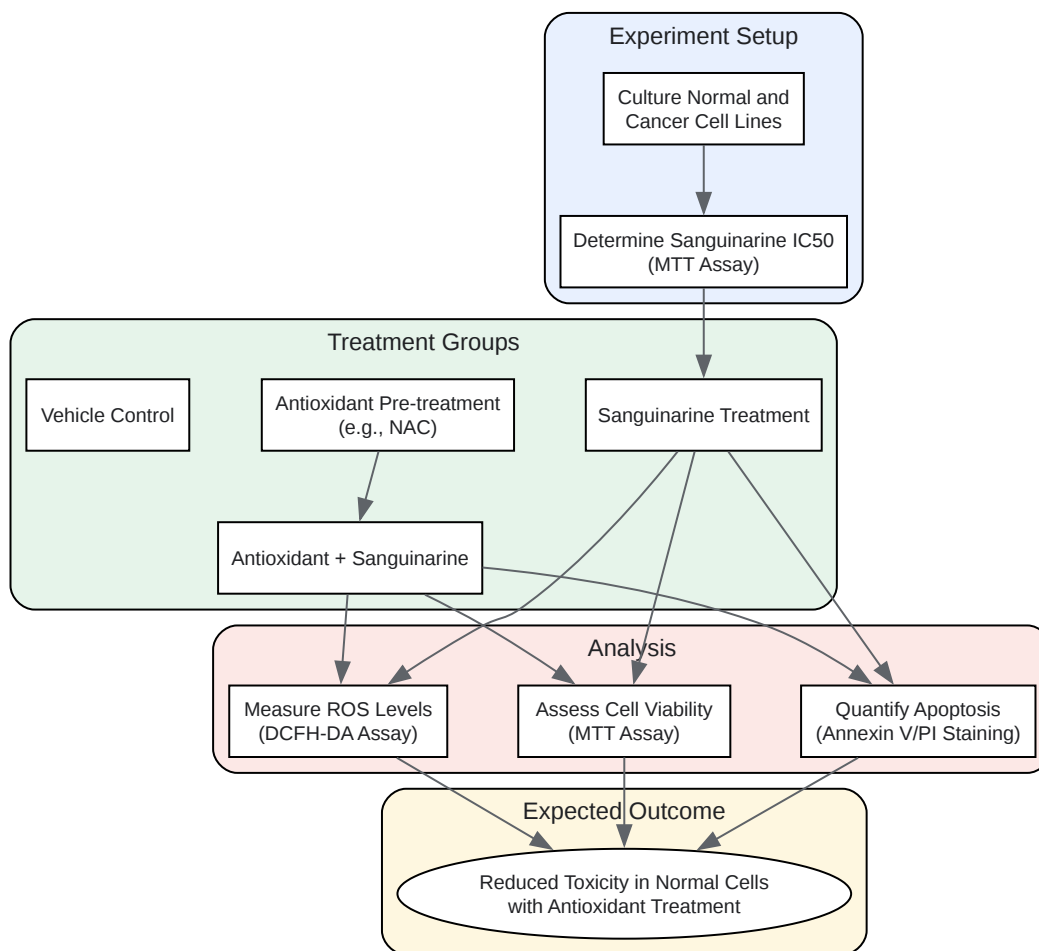 Experiment Setup
Culture Normal and
Cancer Cell Lines
Determine Sanguinarine IC50
(MTT Assay)
Treatment Groups
Vehicle Control
Antioxidant Pre-treatment
(e.g., NAC)
Sanguinarine Treatment
Antioxidant + Sanguinarine
Analysis
Measure ROS Levels
(DCFH-DA Assay)
Assess Cell Viability
(MTT Assay)
Quantify Apoptosis
(Annexin V/PI Staining)
Expected Outcome
Reduced Toxicity in Normal Cells
with Antioxidant Treatment